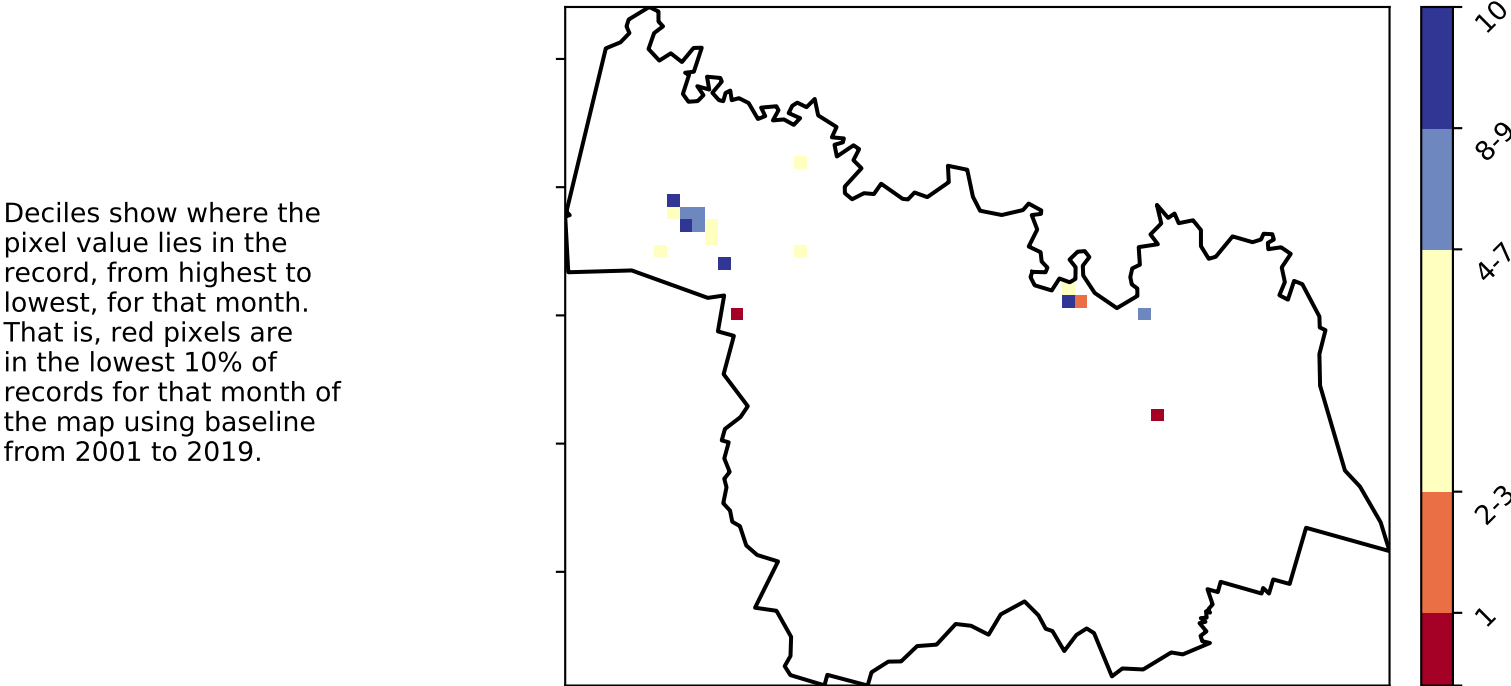 Deciles show where the
pixel value lies in the
record, from highest to
lowest, for that month.
That is, red pixels are
in the lowest 10% of
records for that month of
the map using baseline
from 2001 to 2019.
10
8-9
4-7
2-3
1